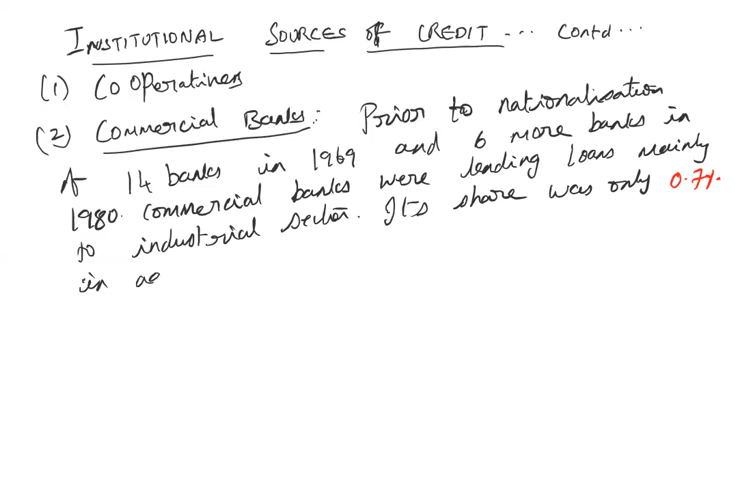 INSTITUTIONAL SOURCES of CREDIT ... Contd ...
(1) COOPeratives
(2) Commercial Banks: Prior to nationalisation
of 14 banks in 1969 and 6 more banks in
1980. Commercial banks were lending loans mainly
to industrial sector. Its share was only 0.7%.
in